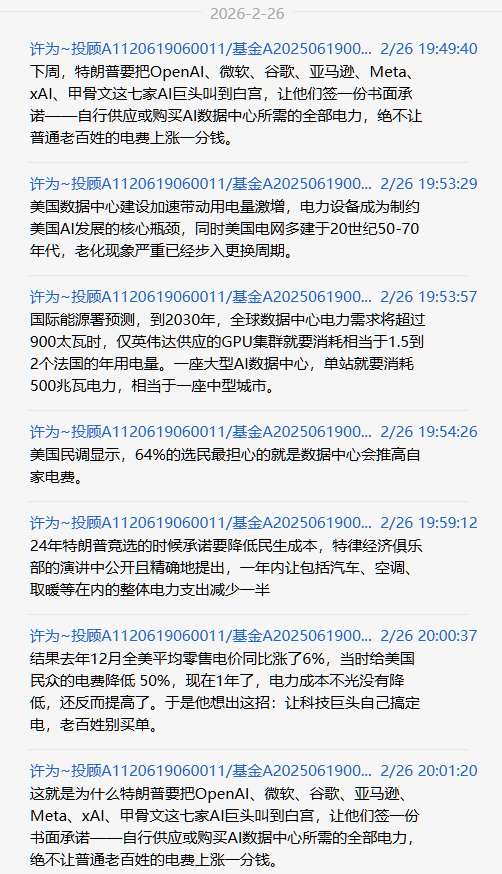 2026-2-26
许为~投顾A1120619060011/基金A2025061900... 2/26 19:49:40
下周，特朗普要把OpenAI、微软、谷歌、亚马逊、Meta、
xAI、甲骨文这七家AI巨头叫到白宫，让他们签一份书面承
诺——自行供应或购买AI数据中心所需的全部电力，绝不让
普通老百姓的电费上涨一分钱。
许为~投顾A1120619060011/基金A2025061900... 2/26 19:53:29
美国数据中心建设加速带动用电量激增，电力设备成为制约
美国AI发展的核心瓶颈，同时美国电网多建于20世纪50-70
年代，老化现象严重已经步入更换周期。
许为~投顾A1120619060011/基金A2025061900... 2/26 19:53:57
国际能源署预测，到2030年，全球数据中心电力需求将超过
900太瓦时，仅英伟达供应的GPU集群就要消耗相当于1.5到
2个法国的年用电量。一座大型AI数据中心，单站就要消耗
500兆瓦电力，相当于一座中型城市。
许为~投顾A1120619060011/基金A2025061900... 2/26 19:54:26
美国民调显示，64%的选民最担心的就是数据中心会推高自
家电费。
许为~投顾A1120619060011/基金A2025061900... 2/26 19:59:12
24年特朗普竞选的时候承诺要降低民生成本，特律经济俱乐
部的演讲中公开且精确地提出，一年内让包括汽车、空调、
取暖等在内的整体电力支出减少一半
许为~投顾A1120619060011/基金A2025061900... 2/26 20:00:37
结果去年12月全美平均零售电价同比涨了6%，当时给美国
民众的电费降低 50%，现在1年了，电力成本不光没有降
低，还反而提高了。于是他想出这招：让科技巨头自己搞定
电，老百姓别买单。
许为~投顾A1120619060011/基金A2025061900... 2/26 20:01:20
这就是为什么特朗普要把OpenAI、微软、谷歌、亚马逊、
Meta、xAI、甲骨文这七家AI巨头叫到白宫，让他们签一份
书面承诺——自行供应或购买AI数据中心所需的全部电力，
绝不让普通老百姓的电费上涨一分钱。